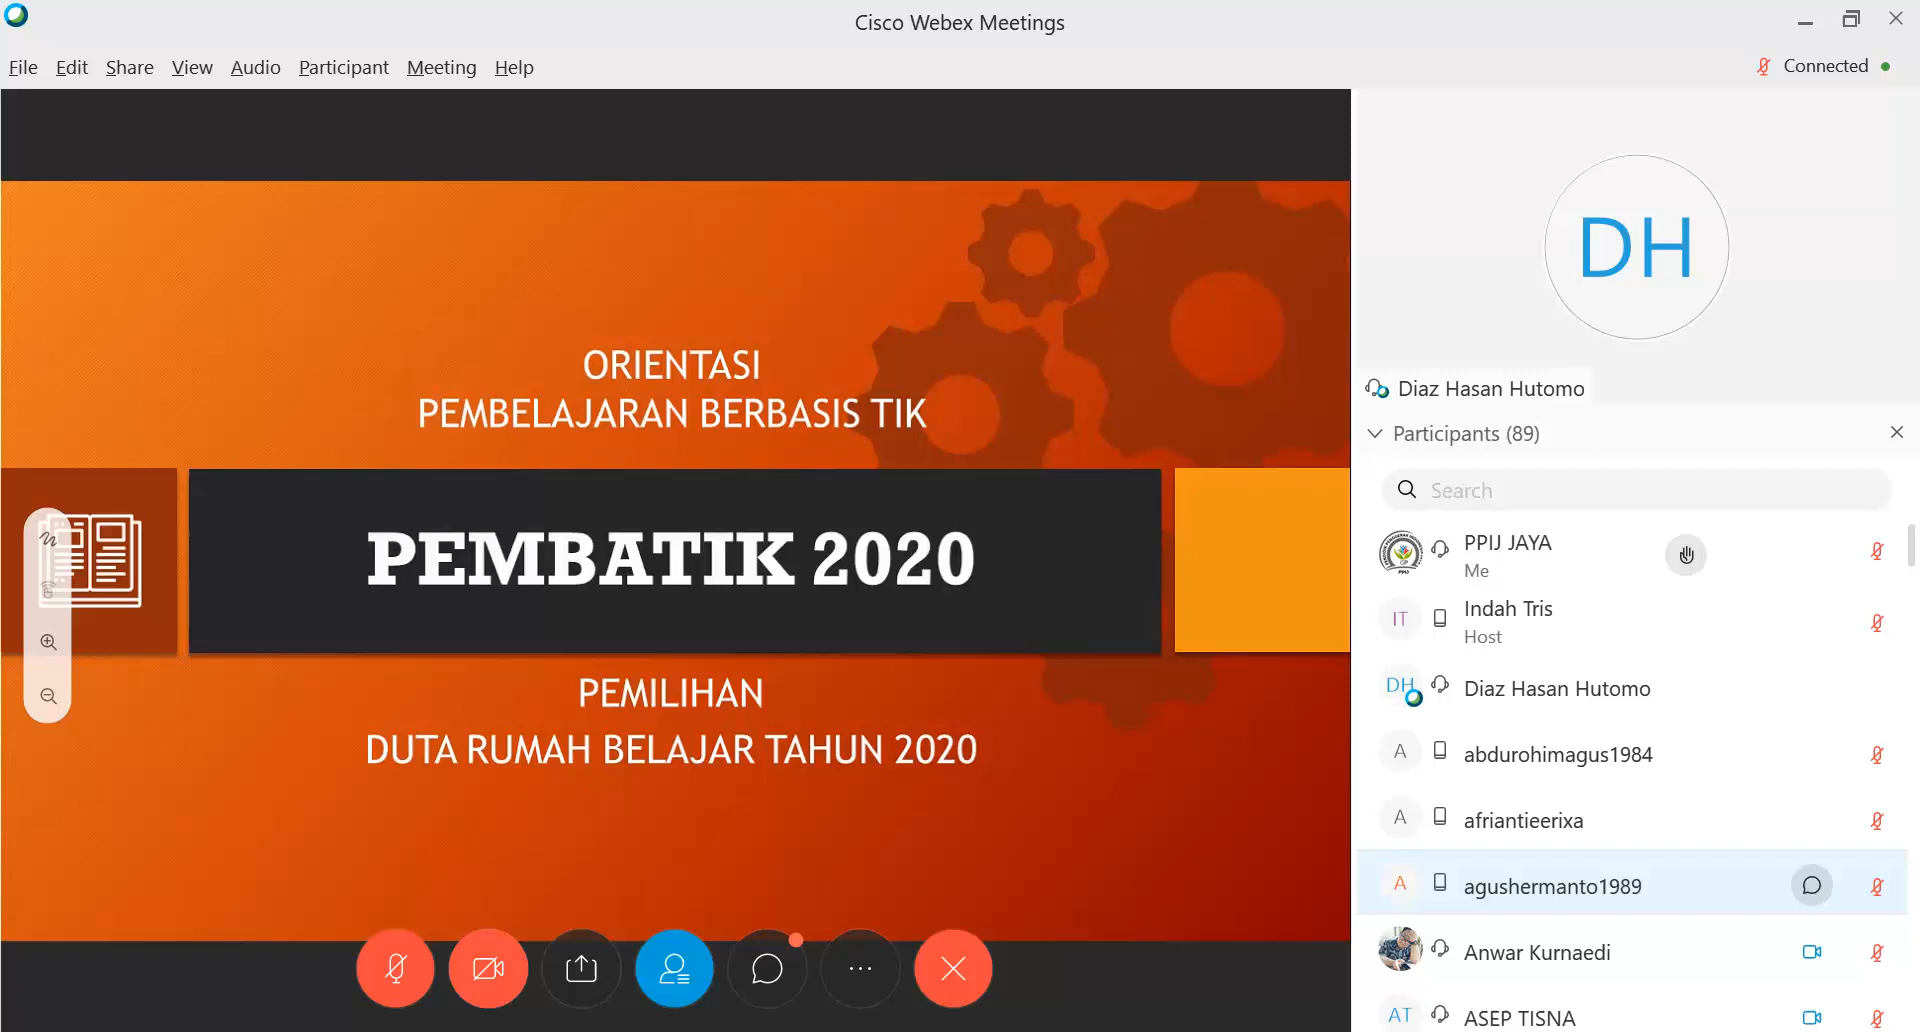 Cisco Webex Meetings
File Edit Share View Audio Participant Meeting Help
Connected
ORIENTASI
PEMBELAJARAN BERBASIS TIK
PEMBATIK 2020
PEMILIHAN
DUTA RUMAH BELAJAR TAHUN 2020
DH
Diaz Hasan Hutomo
Participants (89)
Search
PPIJ JAYA
Me
IT
Indah Tris
Host
DH
Diaz Hasan Hutomo
A
abdurohimagus1984
A
afriantieerixa
A
agushermanto1989
Anwar Kurnaedi
AT
ASEP TISNA